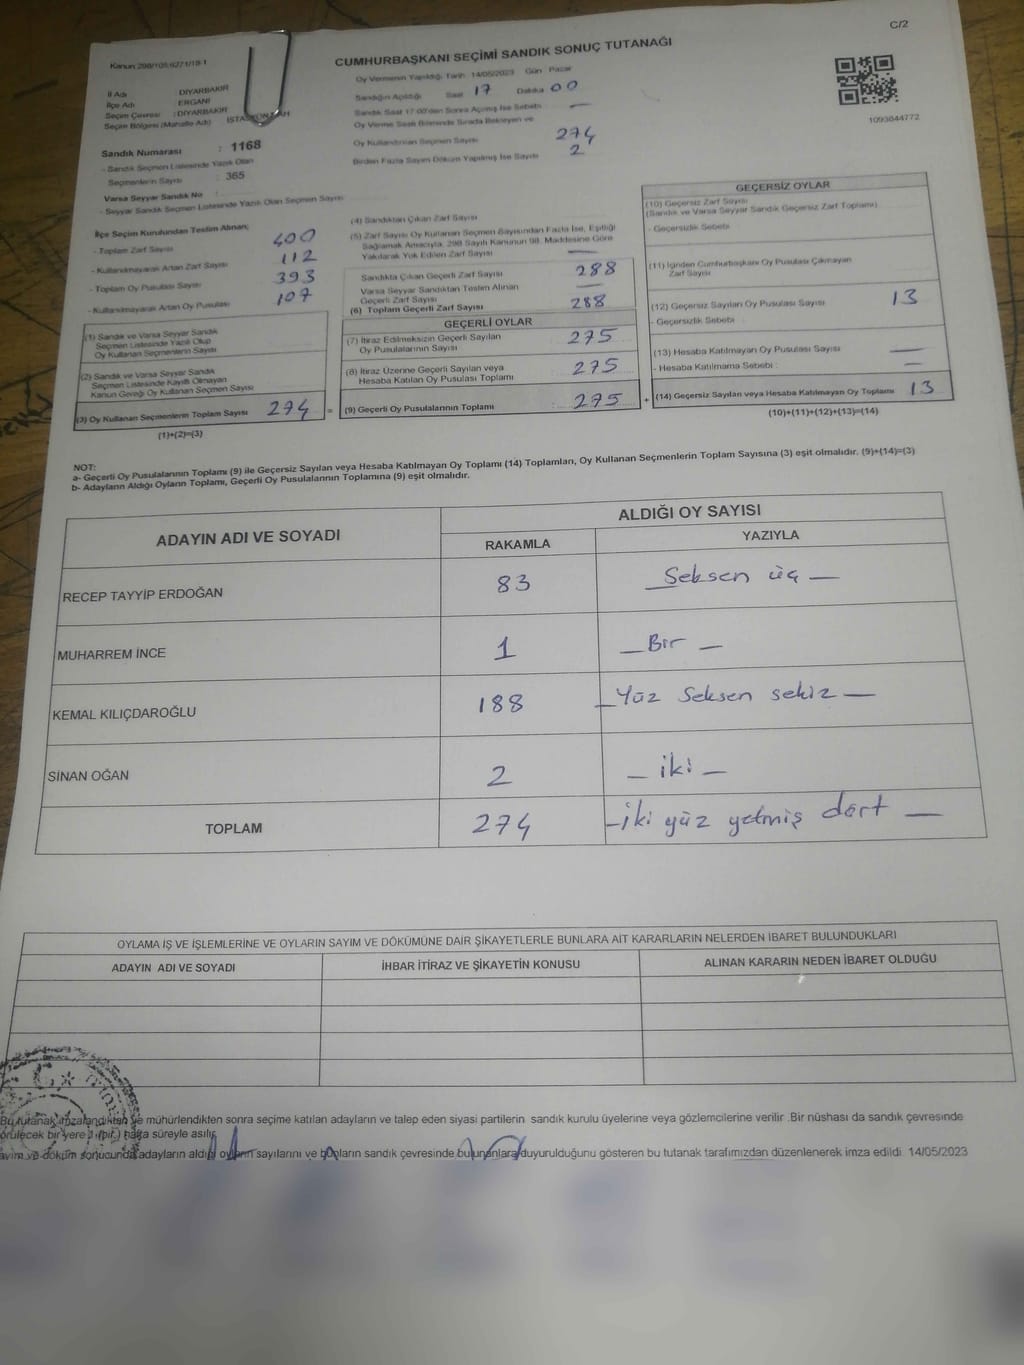 C/2
Kanun 298/105,6271/18-1
CUMHURBAŞKANI SEÇİMİ SANDIK SONUÇ TUTANAĞI
Oy Vermenin Yapıldığı Tarih 14/05/2023 Gün Pazar
İl Adı : DİYARBAKIR
İlçe Adı : ERGANİ
Seçim Çevresi : DİYARBAKIR
Seçim Bölgesi (Mahalle Adı)
Sandığın Açıldığı Saat 17 Dakika 00
Sandık Saat 17:00'den Sonra Açılmış İse Sebebi —
Oy Verme Saati Bitiminde Sırada Bekleyen ve
Oy Kullandırılan Seçmen Sayısı 274
Birden Fazla Sayım Döküm Yapılmış İse Sayısı 2
1093844772
Sandık Numarası : 1168
- Sandık Seçmen Listesinde Yazılı Olan
Seçmenlerin Sayısı : 365
Varsa Seyyar Sandık No :
- Seyyar Sandık Seçmen Listesinde Yazılı Olan Seçmen Sayısı
İlçe Seçim Kurulundan Teslim Alınan;
- Toplam Zarf Sayısı 400
- Kullanılmayarak Artan Zarf Sayısı 112
- Toplam Oy Pusulası Sayısı 393
- Kullanılmayarak Artan Oy Pusulası 107
(1) Sandık ve Varsa Seyyar Sandık
Seçmen Listesinde Yazılı Olup
Oy Kullanan Seçmenlerin Sayısı
(2) Sandık ve Varsa Seyyar Sandık
Seçmen Listesinde Kayıtlı Olmayan
Kanun Gereği Oy Kullanan Seçmen Sayısı
(3) Oy Kullanan Seçmenlerin Toplam Sayısı 274 =
(1)+(2)=(3)
(4) Sandıktan Çıkan Zarf Sayısı
(5) Zarf Sayısı Oy Kullanan Seçmen Sayısından Fazla İse, Eşitliği
Sağlamak Amacıyla, 298 Sayılı Kanunun 98. Maddesine Göre
Yakılarak Yok Edilen Zarf Sayısı —
Sandıkta Çıkan Geçerli Zarf Sayısı 288
Varsa Seyyar Sandıktan Teslim Alınan
Geçerli Zarf Sayısı —
(6) Toplam Geçerli Zarf Sayısı 288
GEÇERLİ OYLAR
(7) İtiraz Edilmeksizin Geçerli Sayılan
Oy Pusulalarının Sayısı 275
(8) İtiraz Üzerine Geçerli Sayılan veya
Hesaba Katılan Oy Pusulası Toplamı 275
(9) Geçerli Oy Pusulalarının Toplamı : 275 +
GEÇERSİZ OYLAR
(10) Geçersiz Zarf Sayısı
(Sandık ve Varsa Seyyar Sandık Geçersiz Zarf Toplamı)
- Geçersizlik Sebebi
(11) İçinden Cumhurbaşkanı Oy Pusulası Çıkmayan
Zarf Sayısı
(12) Geçersiz Sayılan Oy Pusulası Sayısı 13
- Geçersizlik Sebebi
(13) Hesaba Katılmayan Oy Pusulası Sayısı —
- Hesaba Katılmama Sebebi : —
(14) Geçersiz Sayılan veya Hesaba Katılmayan Oy Toplamı 13
(10)+(11)+(12)+(13)=(14)
NOT:
a- Geçerli Oy Pusulalarının Toplamı (9) ile Geçersiz Sayılan veya Hesaba Katılmayan Oy Toplamı (14) Toplamları, Oy Kullanan Seçmenlerin Toplam Sayısına (3) eşit olmalıdır. (9)+(14)=(3)
b- Adayların Aldığı Oyların Toplamı, Geçerli Oy Pusulalarının Toplamına (9) eşit olmalıdır.
ADAYIN ADI VE SOYADI
ALDIĞI OY SAYISI
RAKAMLA YAZIYLA
RECEP TAYYİP ERDOĞAN 83 — Seksen üç —
MUHARREM İNCE 1 — Bir —
KEMAL KILIÇDAROĞLU 188 — Yüz Seksen sekiz —
SİNAN OĞAN 2 — iki —
TOPLAM 274 — iki yüz yetmiş dört —
OYLAMA İŞ VE İŞLEMLERİNE VE OYLARIN SAYIM VE DÖKÜMÜNE DAİR ŞİKAYETLERLE BUNLARA AİT KARARLARIN NELERDEN İBARET BULUNDUKLARI
ADAYIN ADI VE SOYADI İHBAR İTİRAZ VE ŞİKAYETİN KONUSU ALINAN KARARIN NEDEN İBARET OLDUĞU
Bu tutanak imzalandıktan ve mühürlendikten sonra seçime katılan adayların ve talep eden siyasi partilerin sandık kurulu üyelerine veya gözlemcilerine verilir .Bir nüshası da sandık çevresinde
görülecek bir yere 1 (bir) hafta süreyle asılır
ayım ve döküm sonucunda adayların aldığı oyların sayılarını ve bunların sandık çevresinde bulunanlara duyurulduğunu gösteren bu tutanak tarafımızdan düzenlenerek imza edildi. 14/05/2023